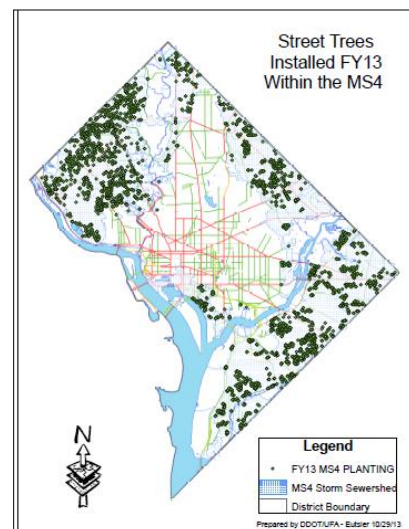 Street Trees
Installed FY13
Within the MS4
N
Legend
FY13 MS4 PLANTING
MS4 Storm Sewershed
District Boundary
Prepared by DDOT/UFA - Eutsler 10/29/13